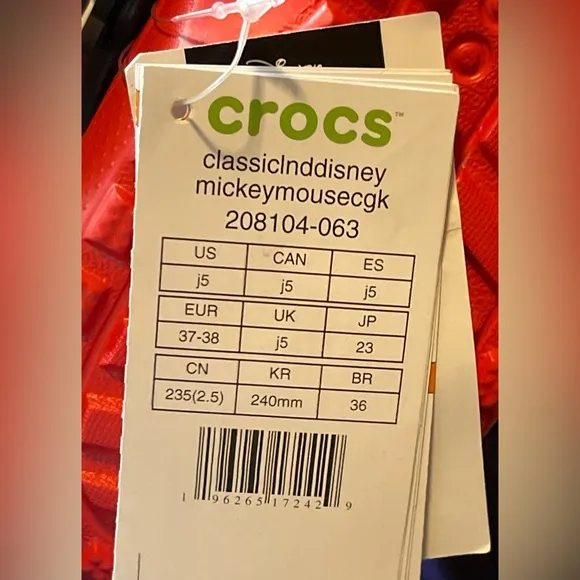 crocs™
classiclnddisney
mickeymousecgk
208104-063
US CAN ES
j5 j5 j5
EUR UK JP
37-38 j5 23
CN KR BR
235(2.5) 240mm 36
1 96265 17242 9